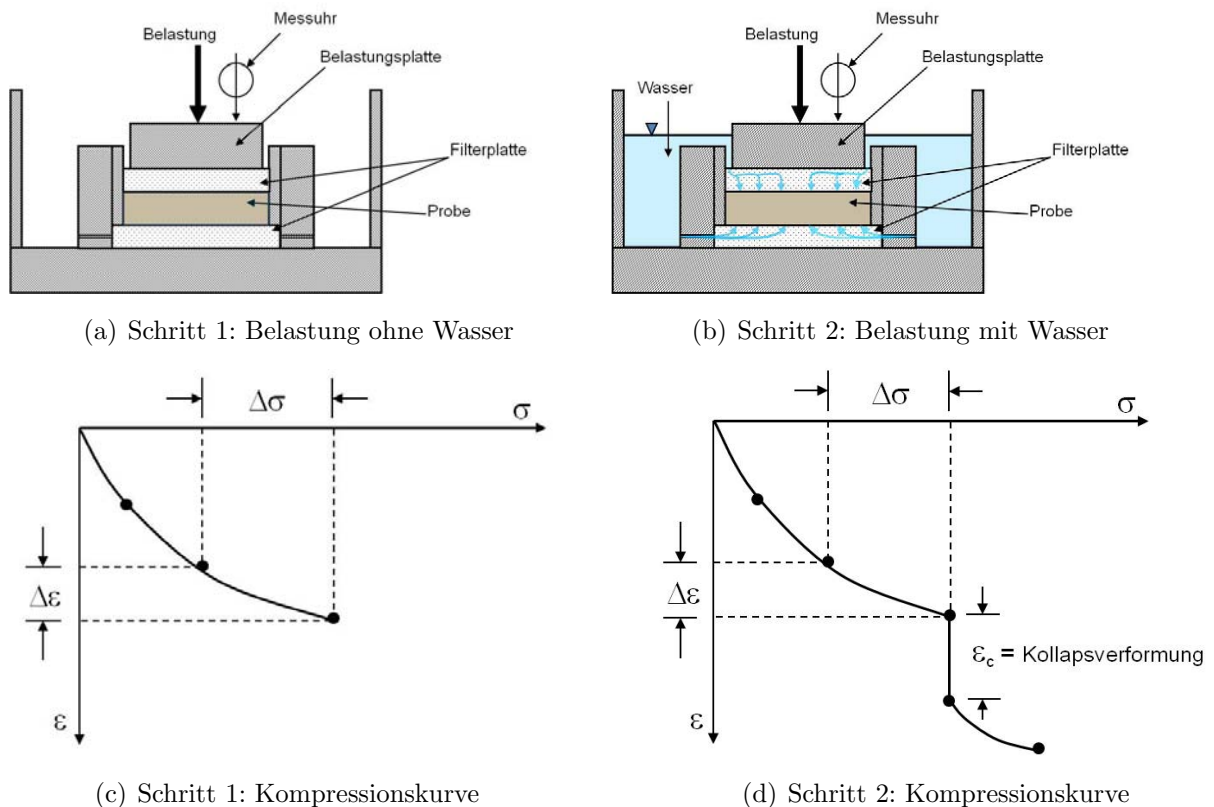 Belastung
Messuhr
Belastungsplatte
Filterplatte
Probe
(a) Schritt 1: Belastung ohne Wasser
Belastung
Messuhr
Belastungsplatte
Wasser
Filterplatte
Probe
(b) Schritt 2: Belastung mit Wasser
Δσ
σ
Δε
ε
(c) Schritt 1: Kompressionskurve
Δσ
σ
Δε
ε_c = Kollapsverformung
ε
(d) Schritt 2: Kompressionskurve